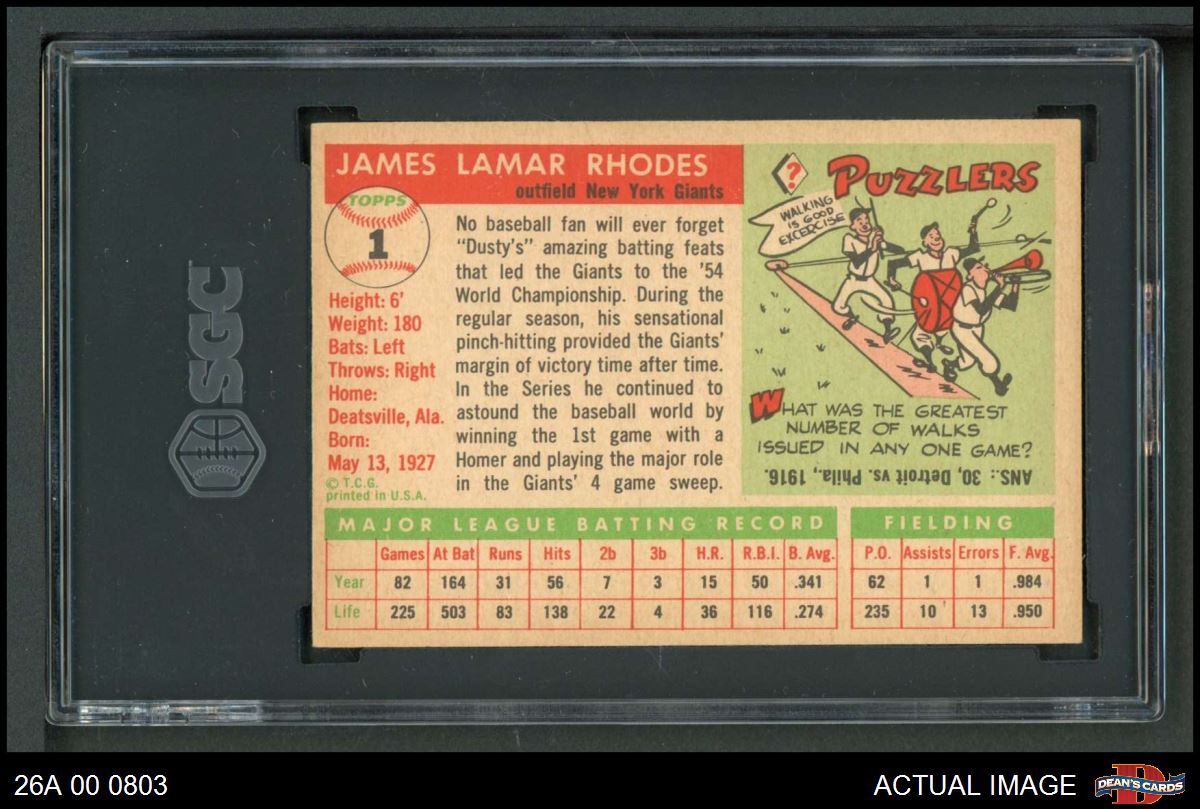 SGC
JAMES LAMAR RHODES
outfield New York Giants
TOPPS
1
Height: 6'
Weight: 180
Bats: Left
Throws: Right
Home:
Deatsville, Ala.
Born:
May 13, 1927
© T.C.G.
printed in U.S.A.
No baseball fan will ever forget
"Dusty's" amazing batting feats
that led the Giants to the '54
World Championship. During the
regular season, his sensational
pinch-hitting provided the Giants'
margin of victory time after time.
In the Series he continued to
astound the baseball world by
winning the 1st game with a
Homer and playing the major role
in the Giants' 4 game sweep.
?
PUZZLERS
WALKING
IS GOOD
EXCERCISE
WHAT WAS THE GREATEST
NUMBER OF WALKS
ISSUED IN ANY ONE GAME?
ANS.: 30, Detroit vs. Phila., 1916.
MAJOR LEAGUE BATTING RECORD
Games At Bat Runs Hits 2b 3b H.R. R.B.I. B. Avg.
Year 82 164 31 56 7 3 15 50 .341
Life 225 503 83 138 22 4 36 116 .274
FIELDING
P.O. Assists Errors F. Avg.
62 1 1 .984
235 10 13 .950
26A 00 0803
ACTUAL IMAGE
D
DEAN'S CARDS